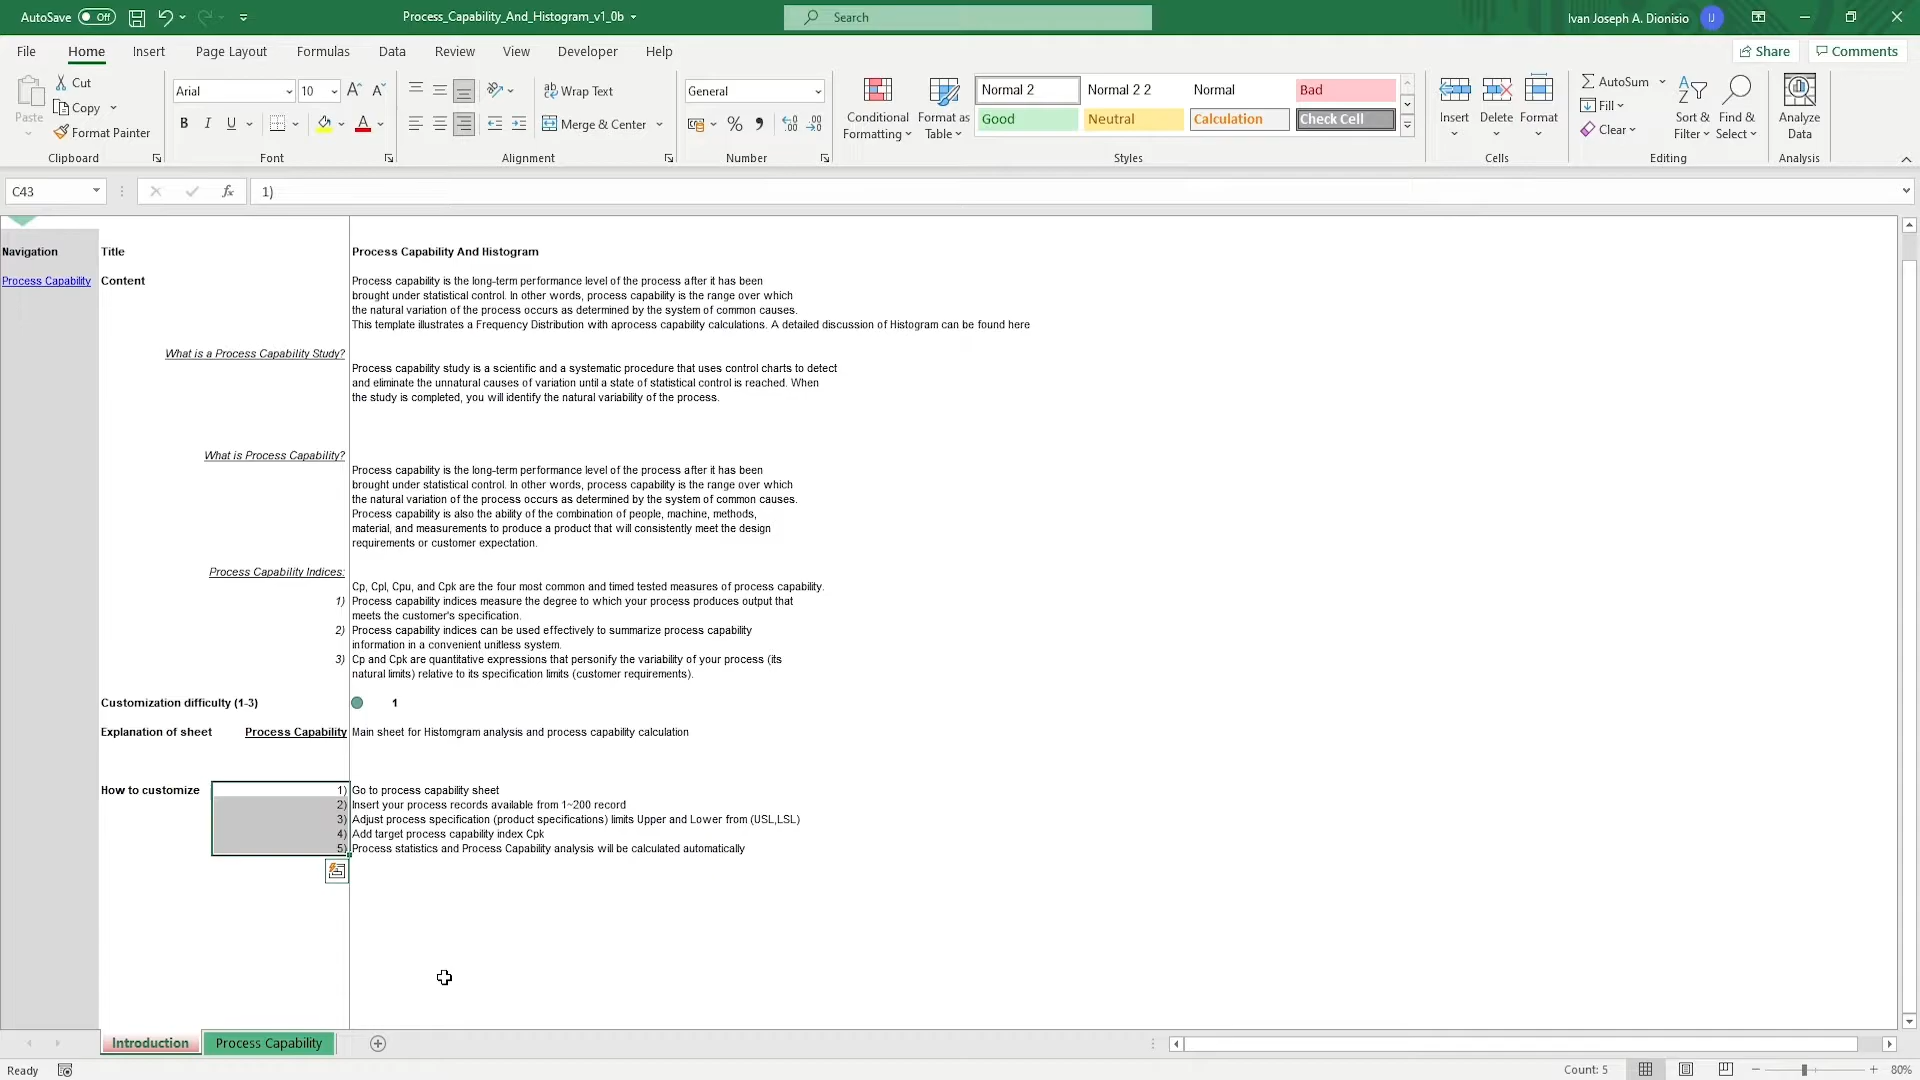 AutoSave Off Process_Capability_And_Histogram_v1_0b Search Ivan Joseph A. Dionisio IJ
File Home Insert Page Layout Formulas Data Review View Developer Help Share Comments
Paste
Cut
Copy
Format Painter
Clipboard
Arial 10
B I U
Font
Wrap Text
Merge & Center
Alignment
General
Number
Conditional Formatting
Format as Table
Normal 2 Normal 2 2 Normal Bad
Good Neutral Calculation Check Cell
Styles
Insert Delete Format
Cells
AutoSum
Fill
Clear
Sort & Filter
Find & Select
Editing
Analyze Data
Analysis
C43 fx 1)
Navigation Title Process Capability And Histogram
Process Capability Content Process capability is the long-term performance level of the process after it has been
brought under statistical control. In other words, process capability is the range over which
the natural variation of the process occurs as determined by the system of common causes.
This template illustrates a Frequency Distribution with aprocess capability calculations. A detailed discussion of Histogram can be found here
What is a Process Capability Study?
Process capability study is a scientific and a systematic procedure that uses control charts to detect
and eliminate the unnatural causes of variation until a state of statistical control is reached. When
the study is completed, you will identify the natural variability of the process.
What is Process Capability?
Process capability is the long-term performance level of the process after it has been
brought under statistical control. In other words, process capability is the range over which
the natural variation of the process occurs as determined by the system of common causes.
Process capability is also the ability of the combination of people, machine, methods,
material, and measurements to produce a product that will consistently meet the design
requirements or customer expectation.
Process Capability Indices:
Cp, Cpl, Cpu, and Cpk are the four most common and timed tested measures of process capability.
1) Process capability indices measure the degree to which your process produces output that
meets the customer's specification.
2) Process capability indices can be used effectively to summarize process capability
information in a convenient unitless system.
3) Cp and Cpk are quantitative expressions that personify the variability of your process (its
natural limits) relative to its specification limits (customer requirements).
Customization difficulty (1-3) 1
Explanation of sheet Process Capability Main sheet for Histomgram analysis and process capability calculation
How to customize 1) Go to process capability sheet
2) Insert your process records available from 1~200 record
3) Adjust process specification (product specifications) limits Upper and Lower from (USL,LSL)
4) Add target process capability index Cpk
5) Process statistics and Process Capability analysis will be calculated automatically
Introduction Process Capability
Ready Count: 5 80%